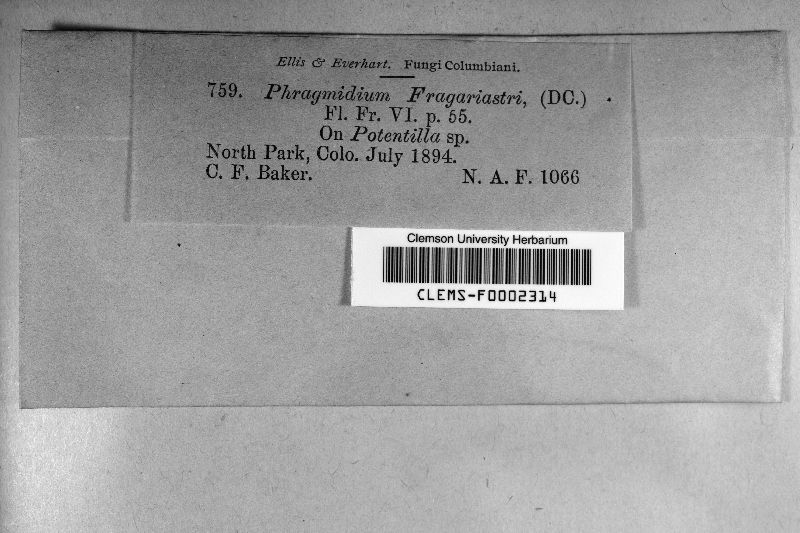 Ellis & Everhart. Fungi Columbiani.
759. Phragmidium Fragariastri, (DC.)
Fl. Fr. VI. p. 55.
On Potentilla sp.
North Park, Colo. July 1894.
C. F. Baker. N. A. F. 1066
Clemson University Herbarium
CLEMS-F0002314